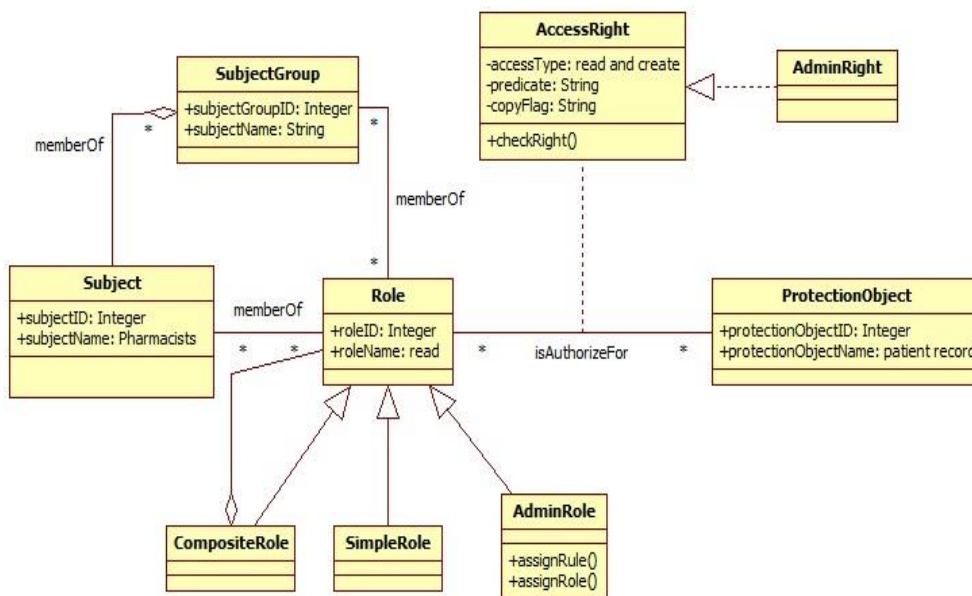 AccessRight
-accessType: read and create
-predicate: String
-copyFlag: String
+checkRight()
AdminRight
SubjectGroup
+subjectGroupID: Integer
+subjectName: String
*
*
memberOf
memberOf
*
Subject
+subjectID: Integer
+subjectName: Pharmacists
memberOf
*
*
Role
+roleID: Integer
+roleName: read
*
isAuthorizeFor
*
ProtectionObject
+protectionObjectID: Integer
+protectionObjectName: patient record
CompositeRole
SimpleRole
AdminRole
+assignRule()
+assignRole()